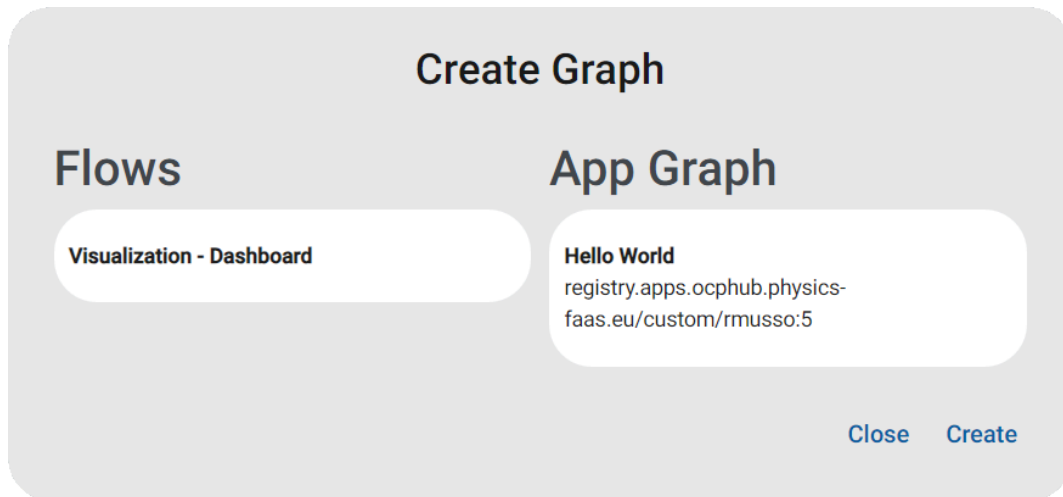 Create Graph
Flows
Visualization - Dashboard
App Graph
Hello World
registry.apps.ocphub.physics-
faas.eu/custom/rmusso:5
Close
Create